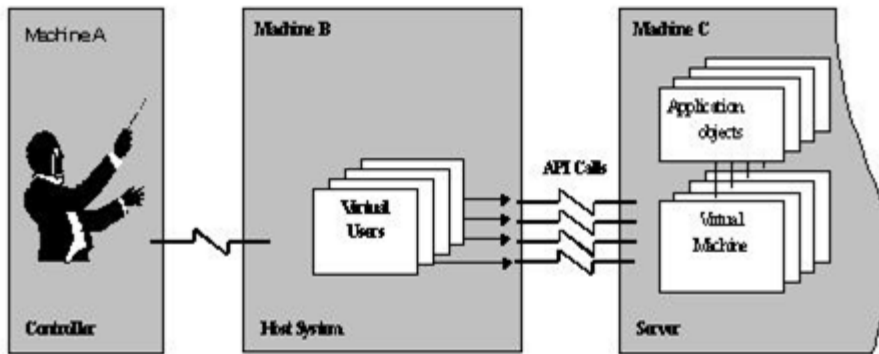 Machine A
Controller
Machine B
Virtual
Users
Host System
API Calls
Machine C
Application
objects
Virtual
Machine
Server